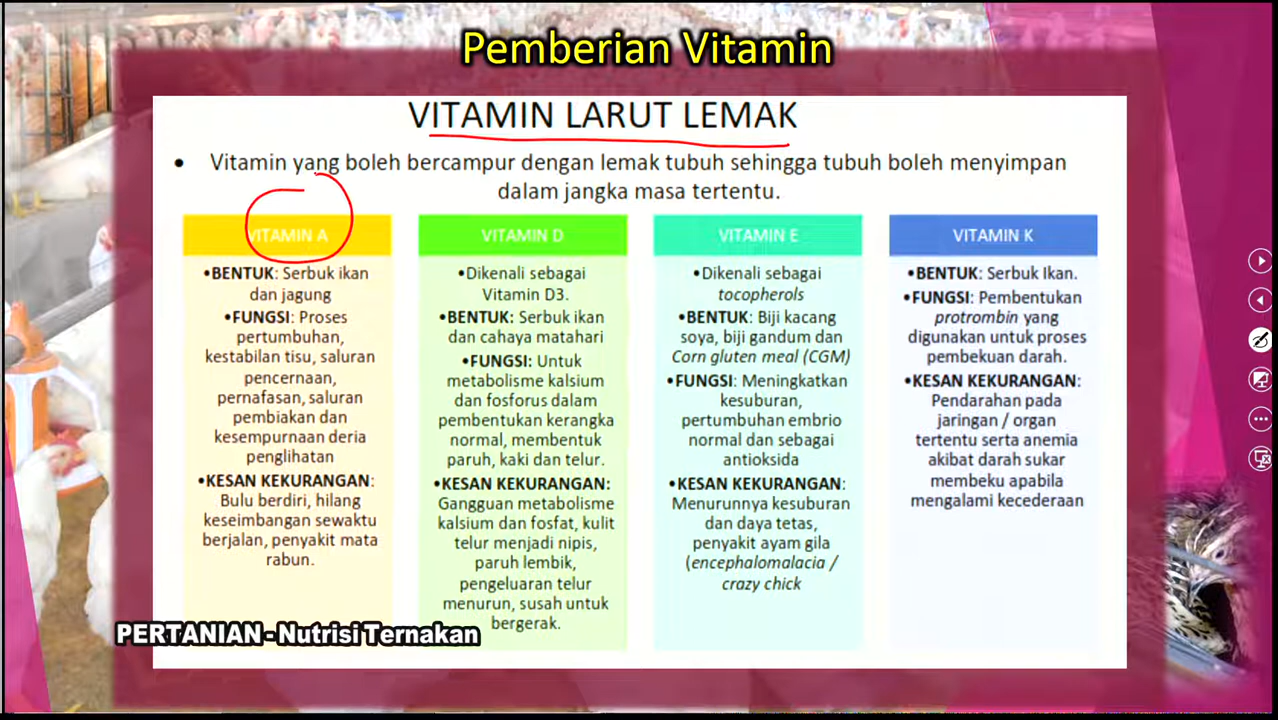 Pemberian Vitamin
VITAMIN LARUT LEMAK
• Vitamin yang boleh bercampur dengan lemak tubuh sehingga tubuh boleh menyimpan
dalam jangka masa tertentu.
VITAMIN A
•BENTUK: Serbuk ikan
dan jagung
•FUNGSI: Proses
pertumbuhan,
kestabilan tisu, saluran
pencernaan,
pernafasan, saluran
pembiakan dan
kesempurnaan deria
penglihatan
•KESAN KEKURANGAN:
Bulu berdiri, hilang
keseimbangan sewaktu
berjalan, penyakit mata
rabun.
VITAMIN D
•Dikenali sebagai
Vitamin D3.
•BENTUK: Serbuk ikan
dan cahaya matahari
•FUNGSI: Untuk
metabolisme kalsium
dan fosforus dalam
pembentukan kerangka
normal, membentuk
paruh, kaki dan telur.
•KESAN KEKURANGAN:
Gangguan metabolisme
kalsium dan fosfat, kulit
telur menjadi nipis,
paruh lembik,
pengeluaran telur
menurun, susah untuk
bergerak.
VITAMIN E
•Dikenali sebagai
tocopherols
•BENTUK: Biji kacang
soya, biji gandum dan
Corn gluten meal (CGM)
•FUNGSI: Meningkatkan
kesuburan,
pertumbuhan embrio
normal dan sebagai
antioksida
•KESAN KEKURANGAN:
Menurunnya kesuburan
dan daya tetas,
penyakit ayam gila
(encephalomalacia /
crazy chick
VITAMIN K
•BENTUK: Serbuk Ikan.
•FUNGSI: Pembentukan
protrombin yang
digunakan untuk proses
pembekuan darah.
•KESAN KEKURANGAN:
Pendarahan pada
jaringan / organ
tertentu serta anemia
akibat darah sukar
membeku apabila
mengalami kecederaan
PERTANIAN - Nutrisi Ternakan